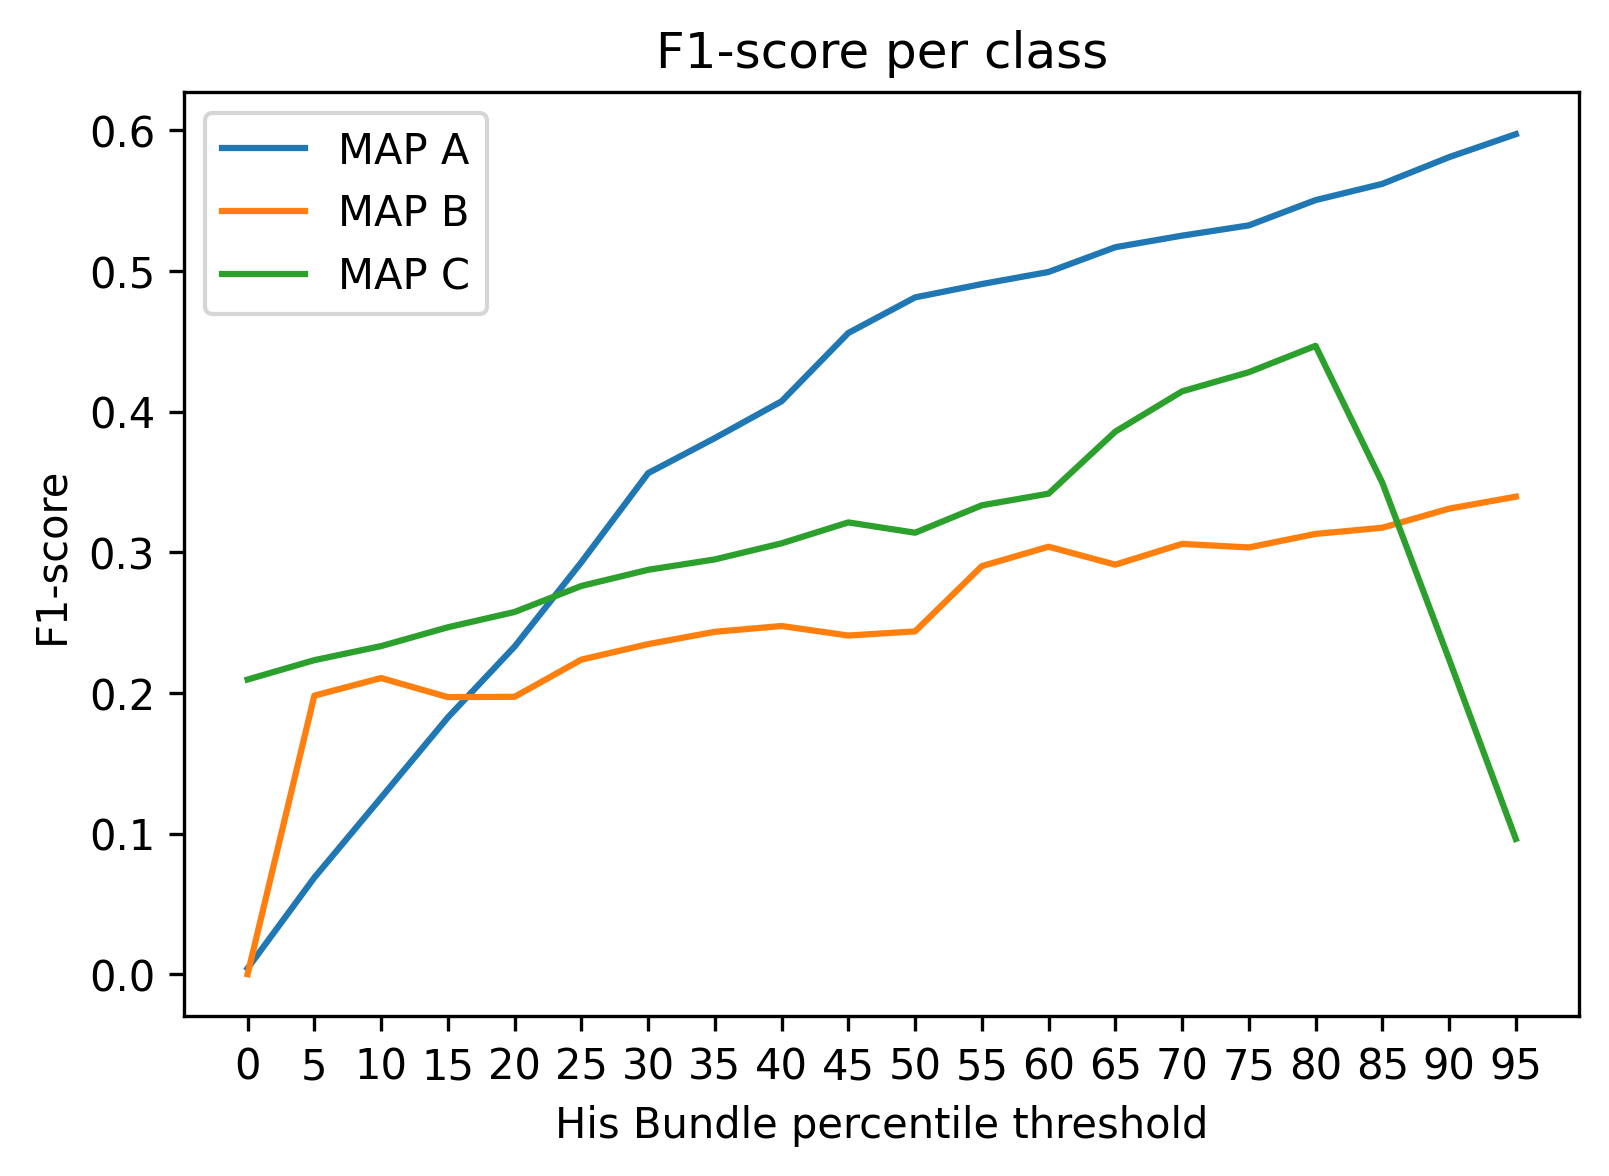 F1-score per class
MAP A
MAP B
MAP C
0.6
0.5
0.4
0.3
0.2
0.1
0.0
F1-score
0 5 10 15 20 25 30 35 40 45 50 55 60 65 70 75 80 85 90 95
His Bundle percentile threshold